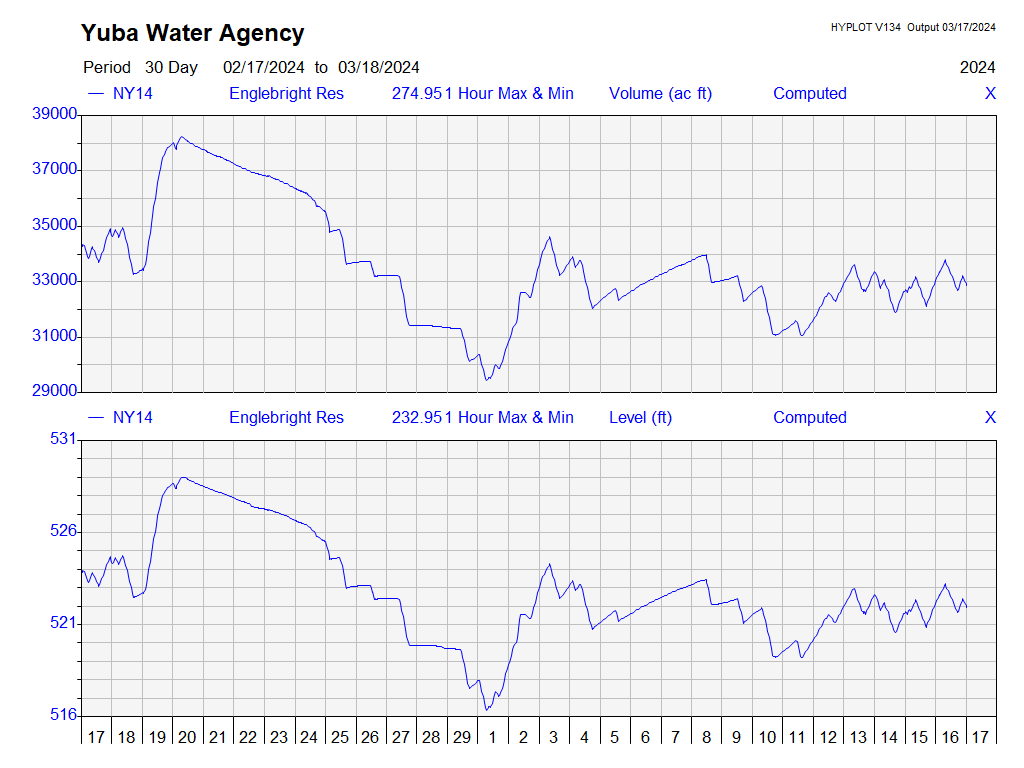 Yuba Water Agency
HYPLOT V134 Output 03/17/2024
Period 30 Day 02/17/2024 to 03/18/2024 2024
NY14 Englebright Res 274.951 Hour Max & Min Volume (ac ft) Computed X
39000
37000
35000
33000
31000
29000
NY14 Englebright Res 232.951 Hour Max & Min Level (ft) Computed X
531
526
521
516
17 18 19 20 21 22 23 24 25 26 27 28 29 1 2 3 4 5 6 7 8 9 10 11 12 13 14 15 16 17